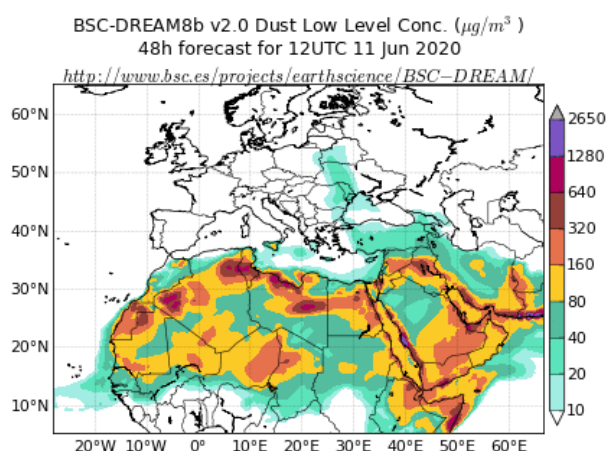 BSC-DREAM8b v2.0 Dust Low Level Conc. (μg/m³ )
48h forecast for 12UTC 11 Jun 2020
http://www.bsc.es/projects/earthscience/BSC−DREAM/
60°N
50°N
40°N
30°N
20°N
10°N
20°W 10°W 0° 10°E 20°E 30°E 40°E 50°E 60°E
2650
1280
640
320
160
80
40
20
10